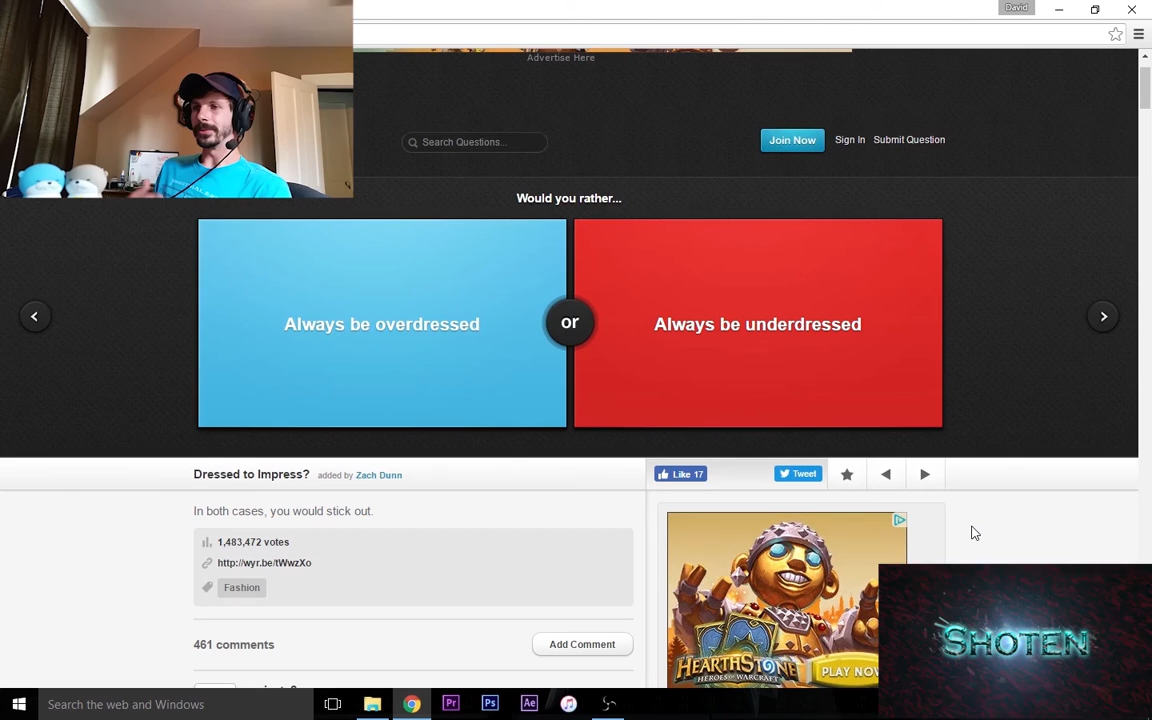 David
Advertise Here
Search Questions...
Join Now
Sign In
Submit Question
Would you rather...
Always be overdressed
or
Always be underdressed
Dressed to Impress?
added by Zach Dunn
Like 17
Tweet
In both cases, you would stick out.
1,483,472 votes
http://wyr.be/tWwzXo
Fashion
461 comments
Add Comment
HEARTHSTONE
HEROES OF WARCRAFT
PLAY NOW
SHOTEN
Search the web and Windows
Pr
Ps
Ae